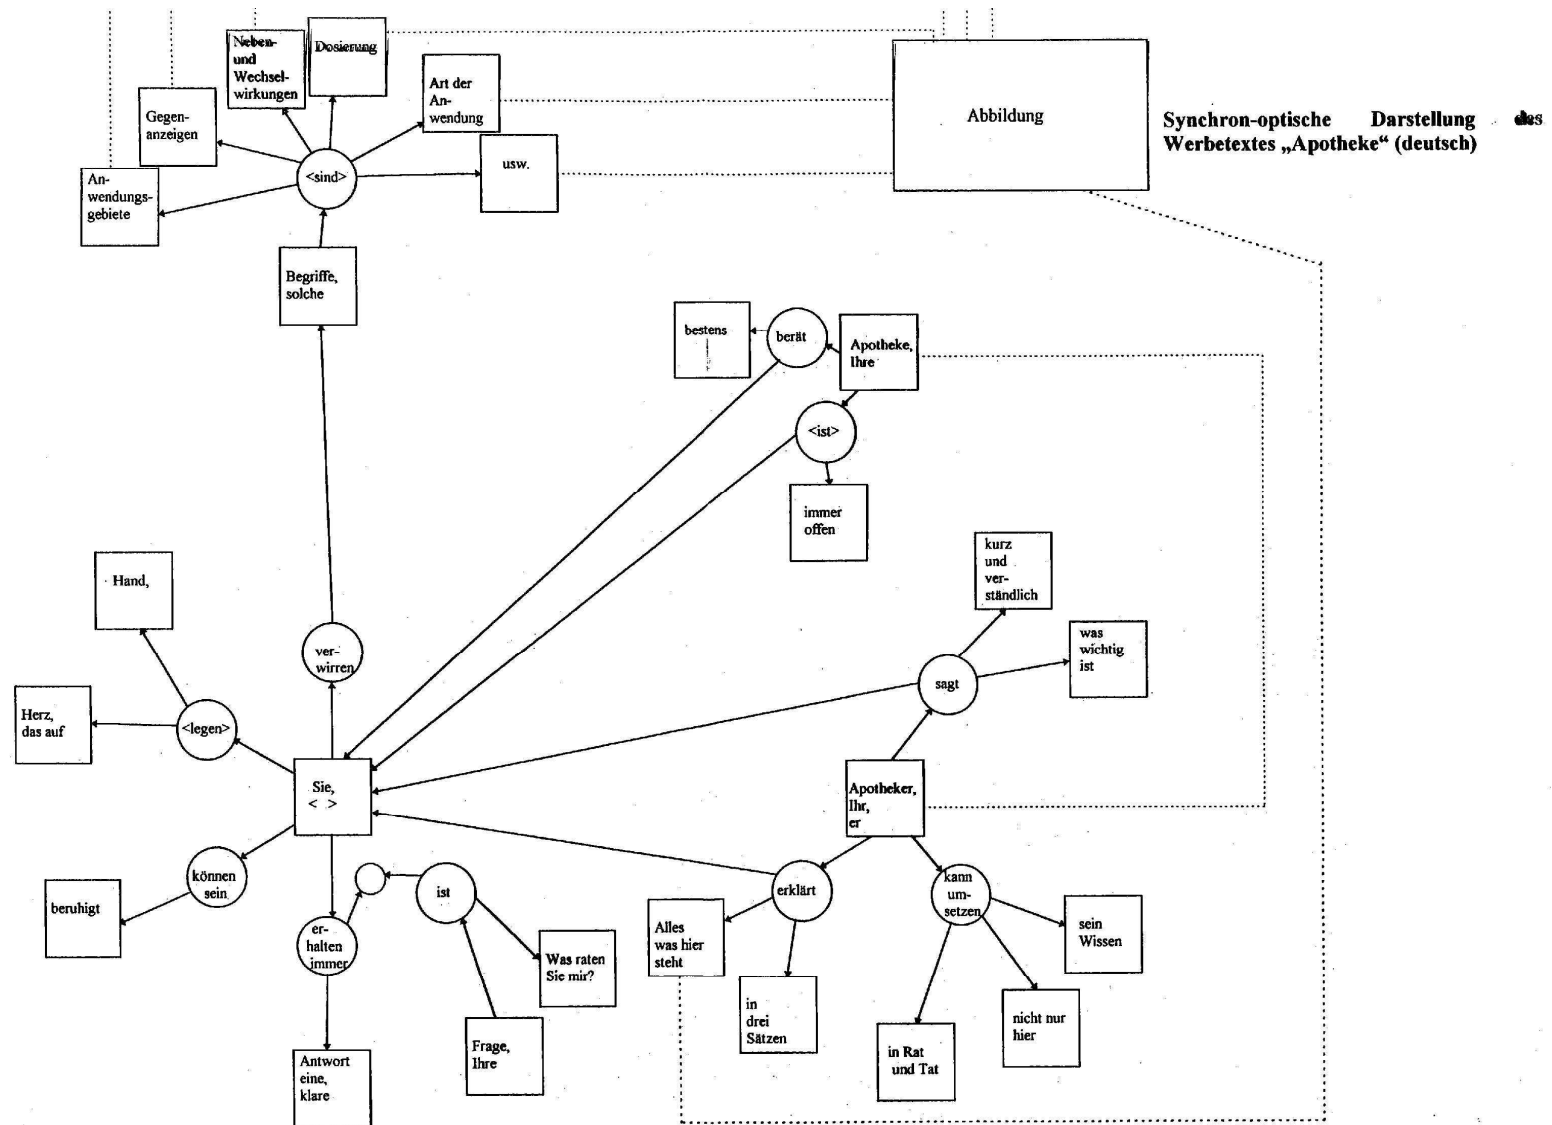 Neben-
und
Wechsel-
wirkungen
Dosierung
Art der
An-
wendung
Gegen-
anzeigen
<sind>
usw.
An-
wendungs-
gebiete
Begriffe,
solche
Abbildung
Synchron-optische Darstellung des
Werbetextes „Apotheke“ (deutsch)
bestens
berät
Apotheke,
Ihre
<ist>
immer
offen
kurz
und
ver-
ständlich
was
wichtig
ist
sagt
Hand,
ver-
wirren
Herz,
das auf
<legen>
Sie,
< >
Apotheker,
Ihr,
er
können
sein
beruhigt
er-
halten
immer
ist
Was raten
Sie mir?
Frage,
Ihre
Antwort
eine,
klare
erklärt
Alles
was hier
steht
in
drei
Sätzen
kann
um-
setzen
sein
Wissen
nicht nur
hier
in Rat
und Tat